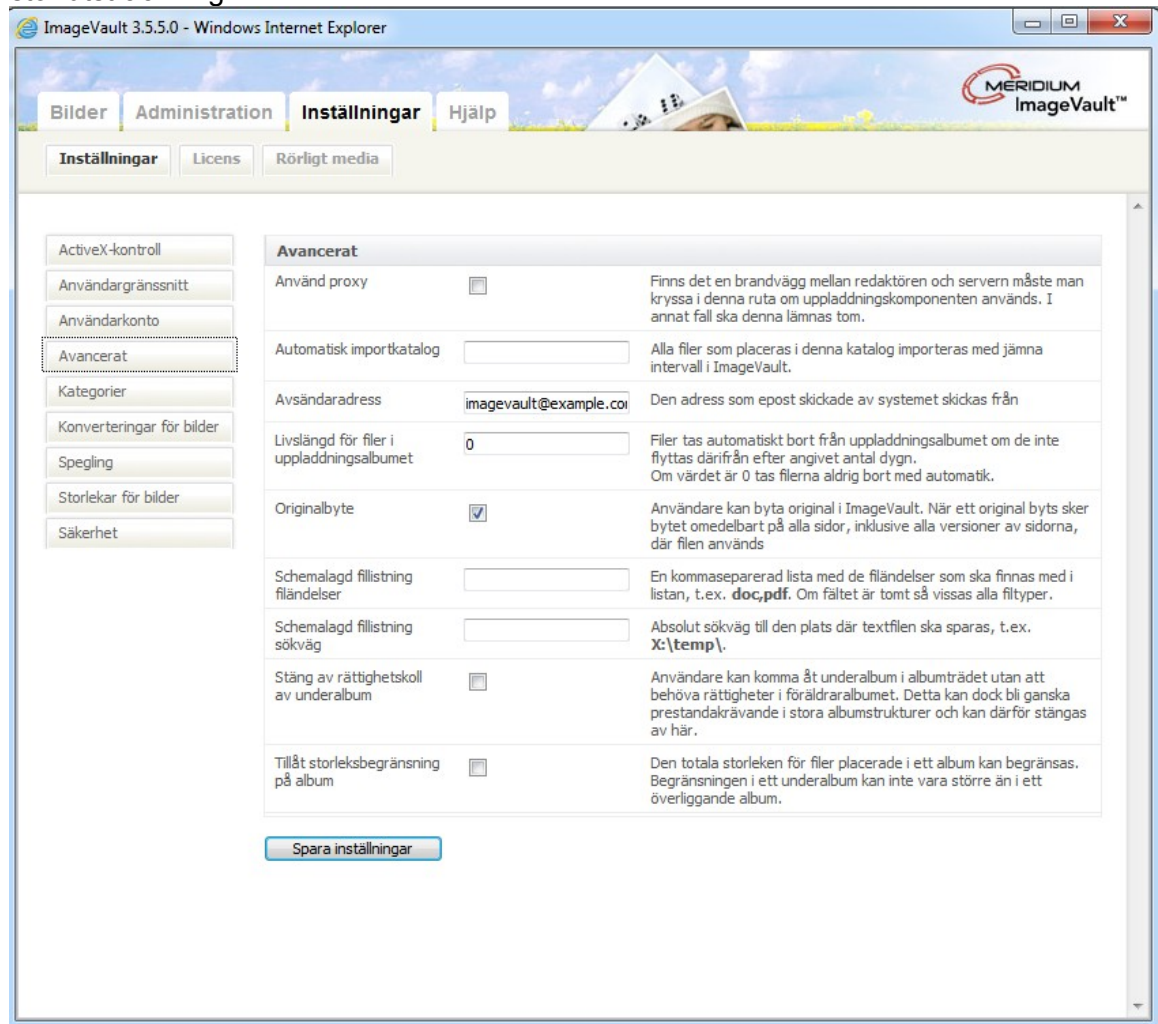 ImageVault 3.5.5.0 - Windows Internet Explorer
MERIDIUM
ImageVault™
Bilder Administration Inställningar Hjälp
Inställningar Licens Rörligt media
ActiveX-kontroll
Användargränssnitt
Användarkonto
Avancerat
Kategorier
Konverteringar för bilder
Spegling
Storlekar för bilder
Säkerhet
Avancerat
Använd proxy
Finns det en brandvägg mellan redaktören och servern måste man
kryssa i denna ruta om uppladdningskomponenten används. I
annat fall ska denna lämnas tom.
Automatisk importkatalog
Alla filer som placeras i denna katalog importeras med jämna
intervall i ImageVault.
Avsändaradress
imagevault@example.com
Den adress som epost skickade av systemet skickas från
Livslängd för filer i
uppladdningsalbumet
0
Filer tas automatiskt bort från uppladdningsalbumet om de inte
flyttas därifrån efter angivet antal dygn.
Om värdet är 0 tas filerna aldrig bort med automatik.
Originalbyte
Användare kan byta original i ImageVault. När ett original byts sker
bytet omedelbart på alla sidor, inklusive alla versioner av sidorna,
där filen används
Schemalagd fillistning
filändelser
En kommaseparerad lista med de filändelser som ska finnas med i
listan, t.ex. doc,pdf. Om fältet är tomt så vissas alla filtyper.
Schemalagd fillistning
sökväg
Absolut sökväg till den plats där textfilen ska sparas, t.ex.
X:\temp\.
Stäng av rättighetskoll
av underalbum
Användare kan komma åt underalbum i albumträdet utan att
behöva rättigheter i föräldraralbumet. Detta kan dock bli ganska
prestandakrävande i stora albumstrukturer och kan därför stängas
av här.
Tillåt storleksbegränsning
på album
Den totala storleken för filer placerade i ett album kan begränsas.
Begränsningen i ett underalbum kan inte vara större än i ett
överliggande album.
Spara inställningar